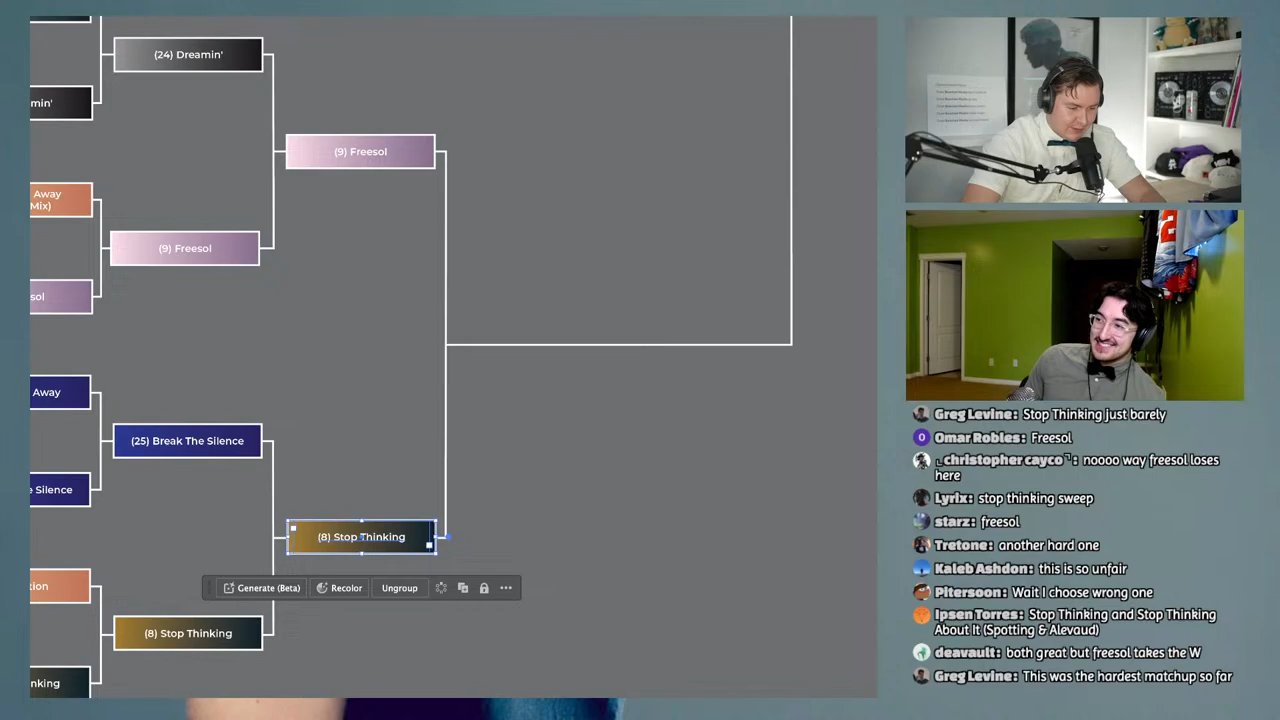 (24) Dreamin'
min'
(9) Freesol
Away
Mix)
(9) Freesol
sol
Away
(25) Break The Silence
e Silence
(8) Stop Thinking
Generate (Beta)
Recolor
Ungroup
tion
(8) Stop Thinking
nking
Greg Levine: Stop Thinking just barely
Omar Robles: Freesol
christopher cayco: noooo way freesol loses
here
Lyrix: stop thinking sweep
starz: freesol
Tretone: another hard one
Kaleb Ashdon: this is so unfair
Pitersoon: Wait I choose wrong one
Ipsen Torres: Stop Thinking and Stop Thinking
About It (Spotting & Alevaud)
deavault: both great but freesol takes the W
Greg Levine: This was the hardest matchup so far